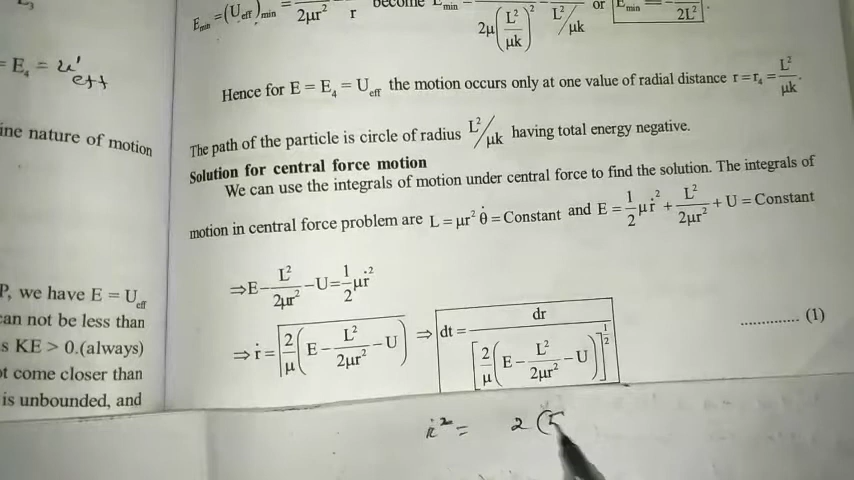 = E₄ = u'eff
ine nature of motion
P, we have E = U_eff
can not be less than
s KE > 0.(always)
ot come closer than
is unbounded, and
E_min = (U_eff)_min = 2μr² r become E_min 2μ(L²/μk)² L²/μk or E_min = 2L².
Hence for E = E₄ = U_eff the motion occurs only at one value of radial distance r = r₄ = L²/μk.
The path of the particle is circle of radius L²/μk having total energy negative.
Solution for central force motion
We can use the integrals of motion under central force to find the solution. The integrals of
motion in central force problem are L = μr² θ̇ = Constant and E = 1/2 μṙ² + L²/2μr² + U = Constant
⇒E − L²/2μr² − U = 1/2 μṙ²
⇒ ṙ = √(2/μ (E − L²/2μr² − U)) ⇒ dt = dr/[2/μ (E − L²/2μr² − U)]^(1/2) ............. (1)
ṙ² = 2 (